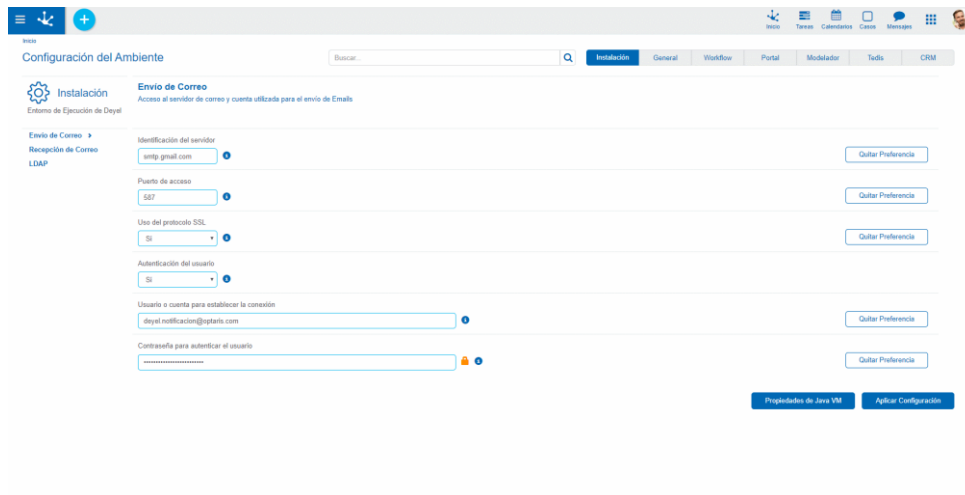 Inicio
Tareas
Calendarios
Casos
Mensajes
Inicio
Configuración del Ambiente
Buscar...
Instalación
General
Workflow
Portal
Modelador
Tedis
CRM
Instalación
Entorno de Ejecución de Deyel
Envío de Correo
Acceso al servidor de correo y cuenta utilizada para el envío de Emails
Envío de Correo >
Recepción de Correo
LDAP
Identificación del servidor
smtp.gmail.com
Quitar Preferencia
Puerto de acceso
587
Quitar Preferencia
Uso del protocolo SSL
Si
Quitar Preferencia
Autenticación del usuario
Si
Usuario o cuenta para establecer la conexión
deyel.notificacion@optaris.com
Quitar Preferencia
Contraseña para autenticar el usuario
Quitar Preferencia
Propiedades de Java VM
Aplicar Configuración